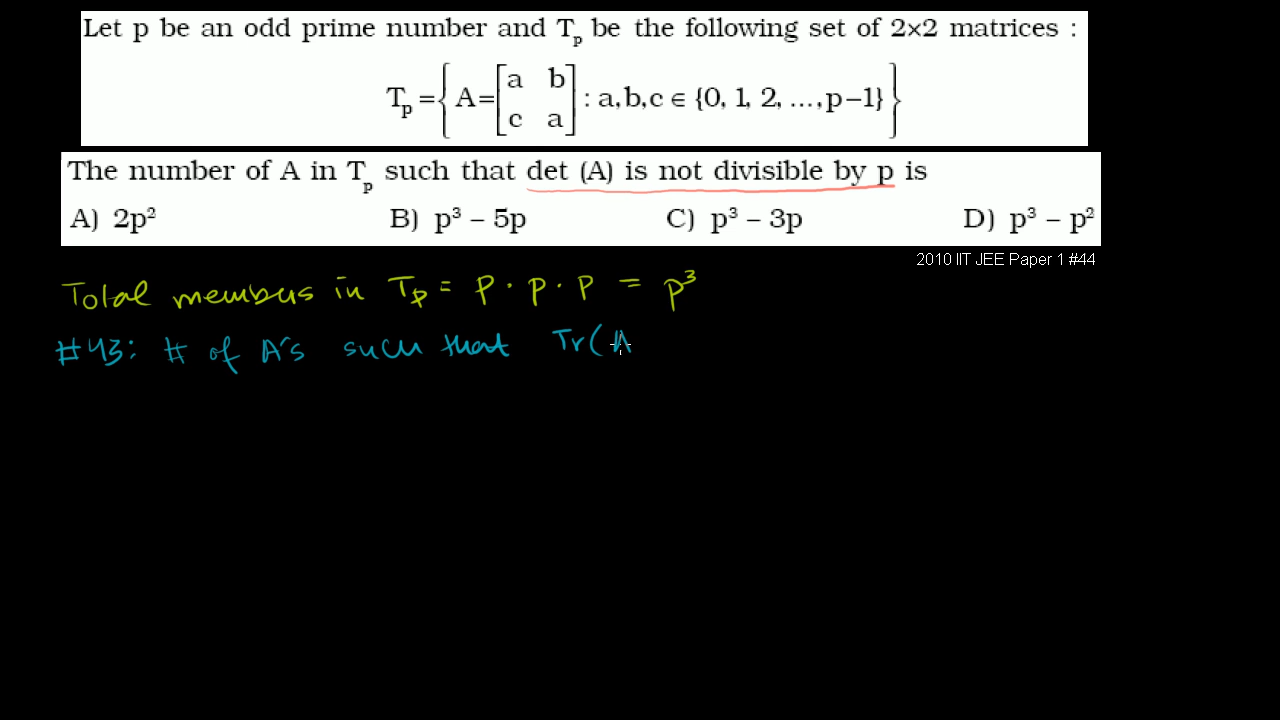 Let p be an odd prime number and Tₚ be the following set of 2×2 matrices :
Tₚ = { A = [a b; c a] : a,b,c ∈ {0, 1, 2, ...,p−1} }
The number of A in Tₚ such that det (A) is not divisible by p is
A) 2p² B) p³ – 5p C) p³ – 3p D) p³ – p²
2010 IIT JEE Paper 1 #44
Total members in Tₚ = p · p · p = p³
#43: # of A's such that Tr(A